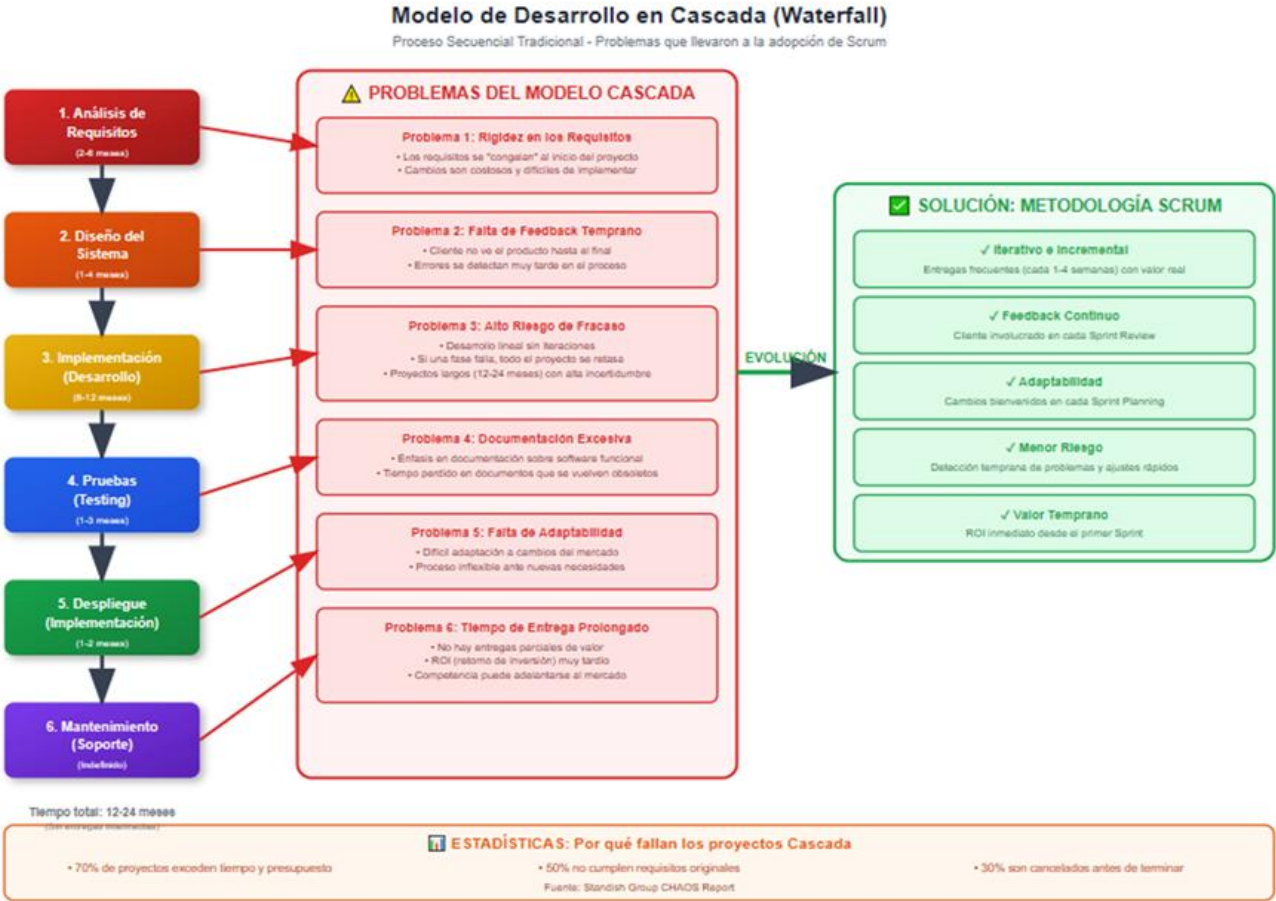 Modelo de Desarrollo en Cascada (Waterfall)
Proceso Secuencial Tradicional - Problemas que llevaron a la adopción de Scrum
1. Análisis de
Requisitos
(2-6 meses)
2. Diseño del
Sistema
(1-4 meses)
3. Implementación
(Desarrollo)
(6-12 meses)
4. Pruebas
(Testing)
(1-3 meses)
5. Despliegue
(Implementación)
(1-2 meses)
6. Mantenimiento
(Soporte)
(Indefinido)
Tiempo total: 12-24 meses
(Sin entregas intermedias)
⚠ PROBLEMAS DEL MODELO CASCADA
Problema 1: Rigidez en los Requisitos
• Los requisitos se "congelan" al inicio del proyecto
• Cambios son costosos y difíciles de implementar
Problema 2: Falta de Feedback Temprano
• Cliente no ve el producto hasta el final
• Errores se detectan muy tarde en el proceso
Problema 3: Alto Riesgo de Fracaso
• Desarrollo lineal sin iteraciones
• Si una fase falla, todo el proyecto se retasa
• Proyectos largos (12-24 meses) con alta incertidumbre
Problema 4: Documentación Excesiva
• Énfasis en documentación sobre software funcional
• Tiempo perdido en documentos que se vuelven obsoletos
Problema 5: Falta de Adaptabilidad
• Difícil adaptación a cambios del mercado
• Proceso inflexible ante nuevas necesidades
Problema 6: Tiempo de Entrega Prolongado
• No hay entregas parciales de valor
• ROI (retorno de inversión) muy tardío
• Competencia puede adelantarse al mercado
EVOLUCIÓN
✅ SOLUCIÓN: METODOLOGÍA SCRUM
✓ Iterativo e Incremental
Entregas frecuentes (cada 1-4 semanas) con valor real
✓ Feedback Continuo
Cliente involucrado en cada Sprint Review
✓ Adaptabilidad
Cambios bienvenidos en cada Sprint Planning
✓ Menor Riesgo
Detección temprana de problemas y ajustes rápidos
✓ Valor Temprano
ROI inmediato desde el primer Sprint
📊 ESTADÍSTICAS: Por qué fallan los proyectos Cascada
• 70% de proyectos exceden tiempo y presupuesto
• 50% no cumplen requisitos originales
• 30% son cancelados antes de terminar
Fuente: Standish Group CHAOS Report